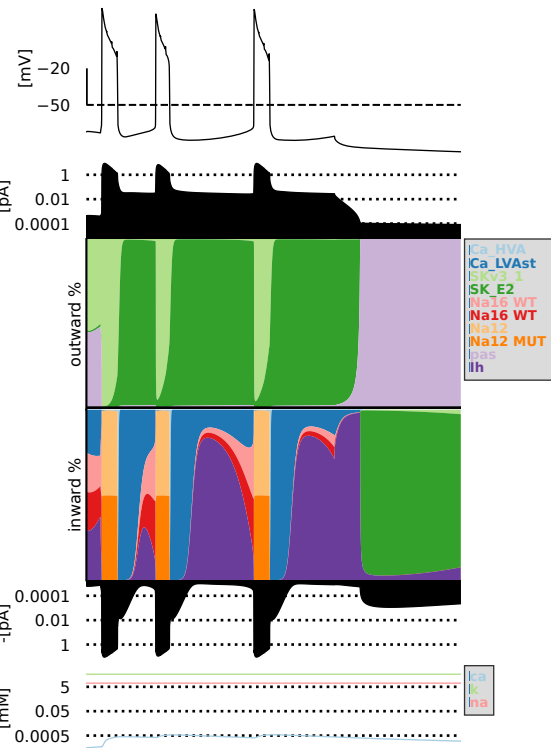 [mV]
−20
−50
[pA]
1
0.01
0.0001
outward %
Ca_HVA
Ca_LVAst
SKv3_1
SK_E2
Na16 WT
Na16 WT
Na12
Na12 MUT
pas
Ih
inward %
-[pA]
0.0001
0.01
1
[mM]
5
0.05
0.0005
ca
k
na